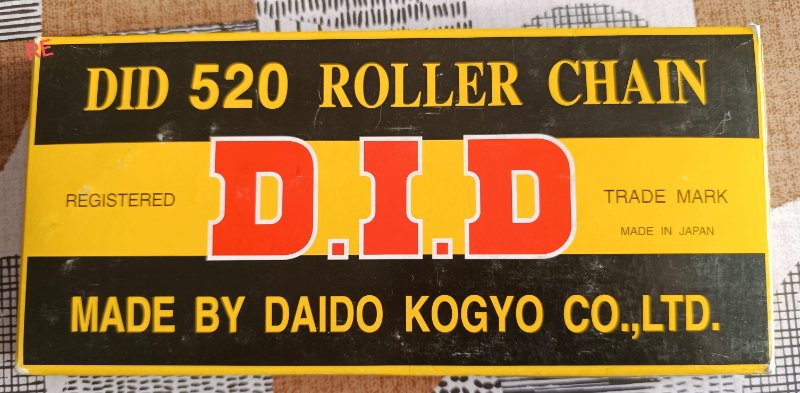 RE
DID 520 ROLLER CHAIN
REGISTERED D.I.D TRADE MARK
MADE IN JAPAN
MADE BY DAIDO KOGYO CO.,LTD.